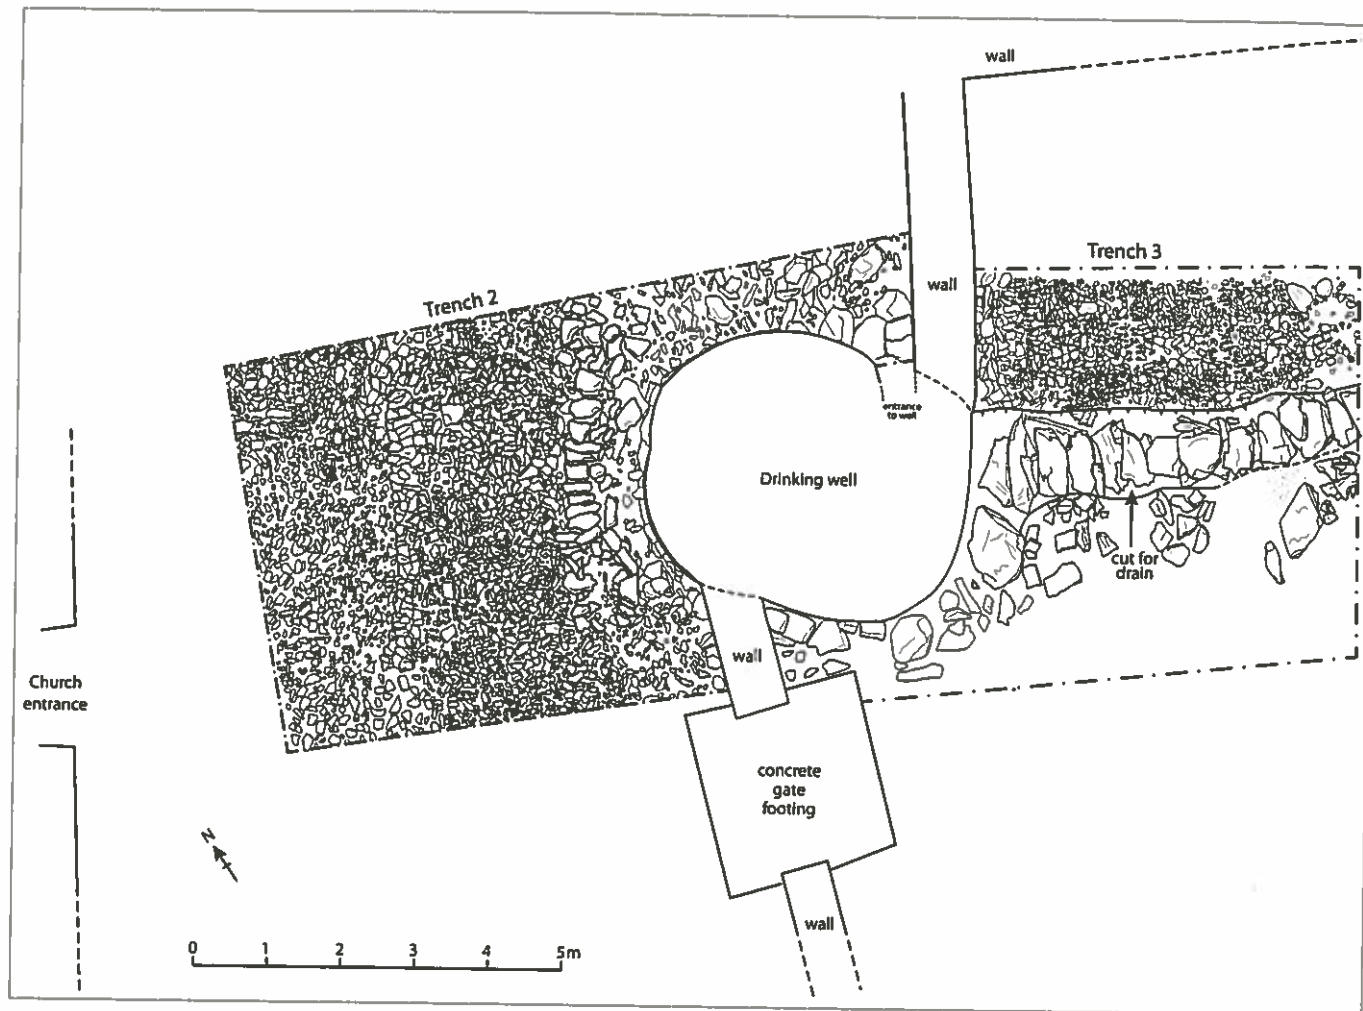 wall
Trench 3
wall
Trench 2
entrance
to well
Drinking well
cut for
drain
wall
Church
entrance
concrete
gate
footing
N
wall
0 1 2 3 4 5m